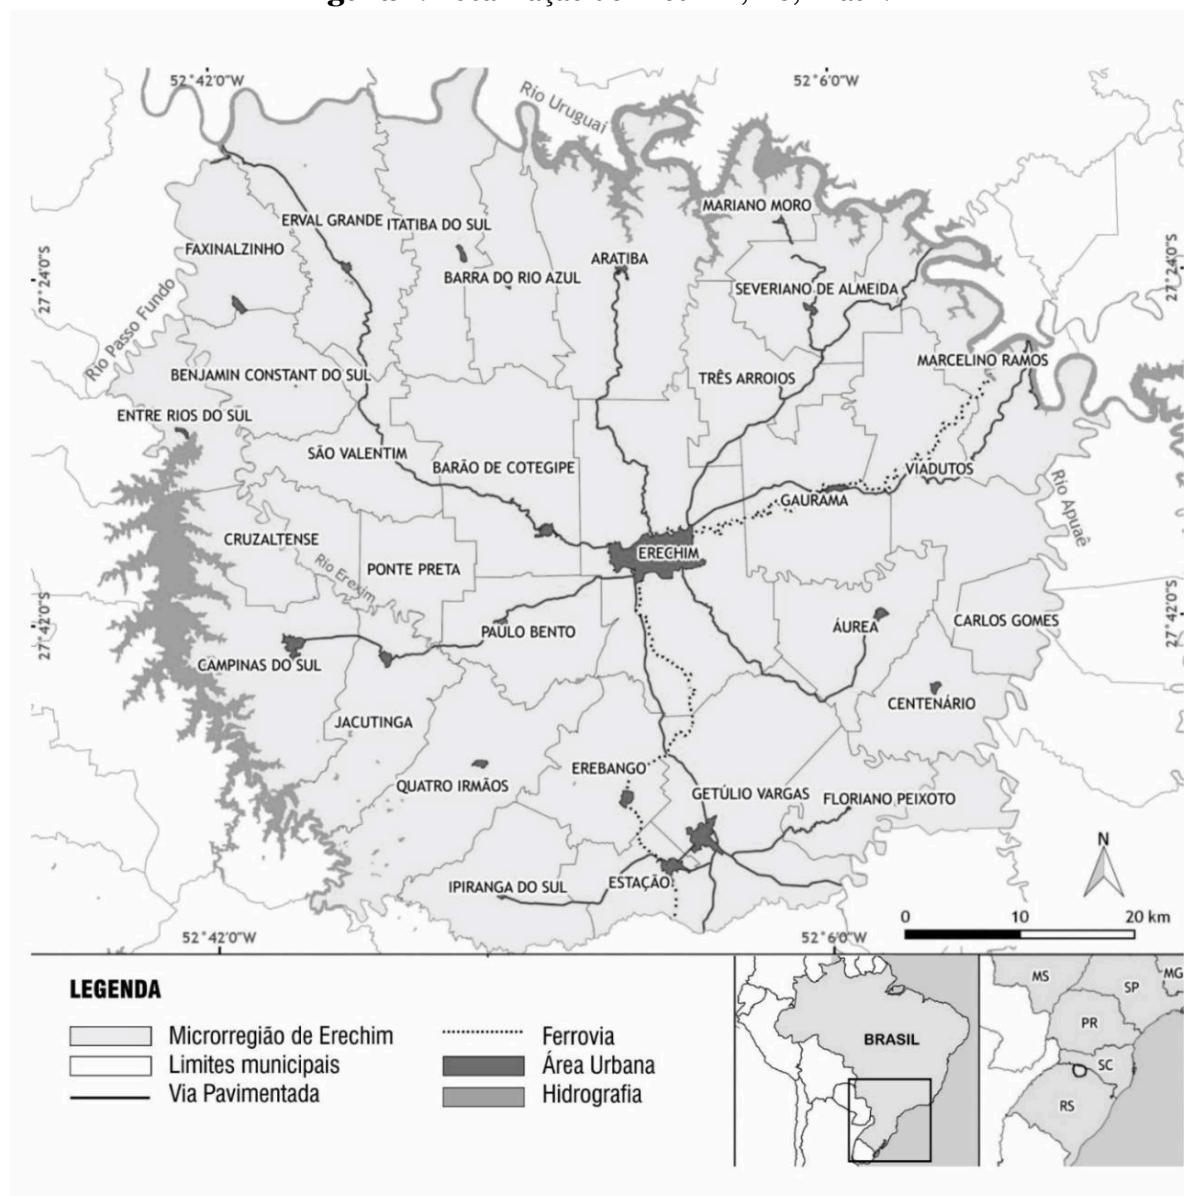 52°42'0"W
52°6'0"W
Rio Uruguai
MARIANO MORO
ERVAL GRANDE
ITATIBA DO SUL
FAXINALZINHO
27°24'0"S
27°24'0"S
ARATIBA
BARRA DO RIO AZUL
SEVERIANO DE ALMEIDA
Rio Passo Fundo
MARCELINO RAMOS
BENJAMIN CONSTANT DO SUL
TRÊS ARROIOS
ENTRE RIOS DO SUL
SÃO VALENTIM
BARÃO DE COTEGIPE
VIADUTOS
GAURAMA
Rio Apuaê
CRUZALTENSE
ERECHIM
PONTE PRETA
Rio Erexim
27°42'0"S
27°42'0"S
PAULO BENTO
ÁUREA
CARLOS GOMES
CAMPINAS DO SUL
CENTENÁRIO
JACUTINGA
EREBANGO
QUATRO IRMÃOS
GETÚLIO VARGAS
FLORIANO PEIXOTO
N
IPIRANGA DO SUL
ESTAÇÃO
0 10 20 km
52°42'0"W
52°6'0"W
LEGENDA
Microrregião de Erechim
Limites municipais
Via Pavimentada
Ferrovia
Área Urbana
Hidrografia
BRASIL
MS
SP
MG
PR
SC
RS